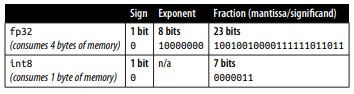 Sign Exponent Fraction (mantissa/significand)
fp32 1 bit 8 bits 23 bits
(consumes 4 bytes of memory) 0 10000000 10010010000111111011011
int8 1 bit n/a 7 bits
(consumes 1 byte of memory) 0 0000011